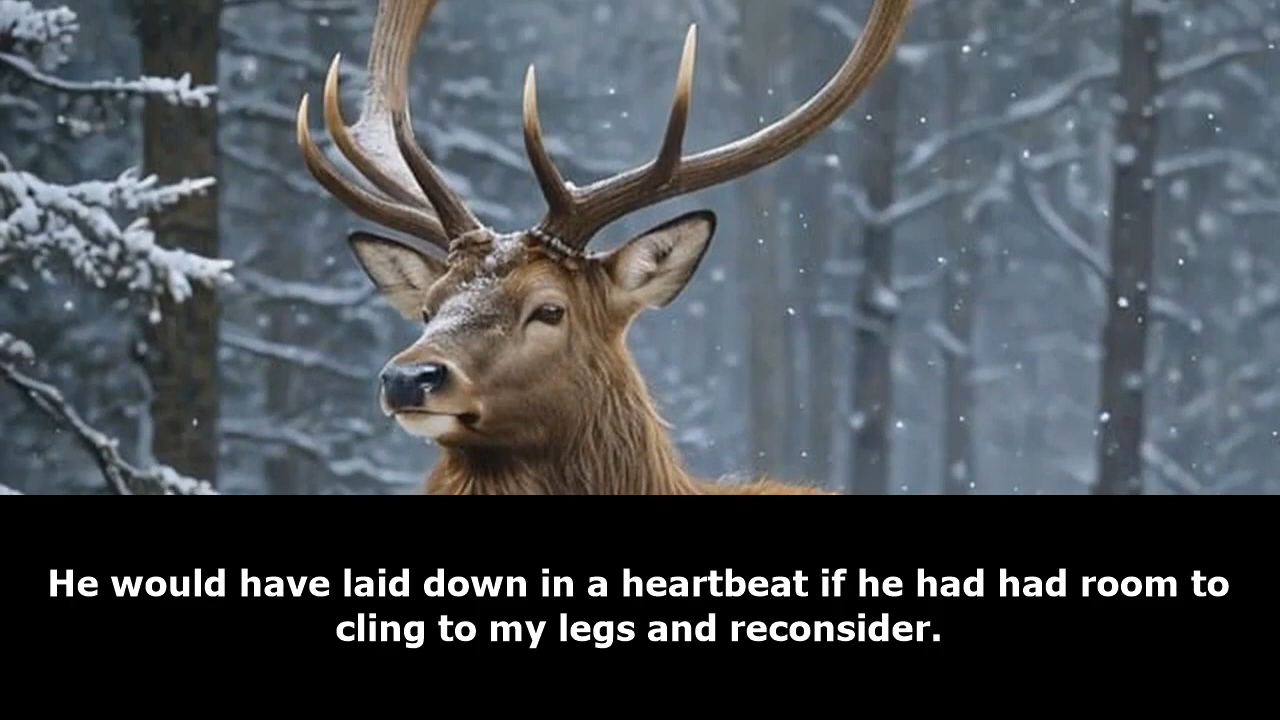 He would have laid down in a heartbeat if he had had room to
cling to my legs and reconsider.